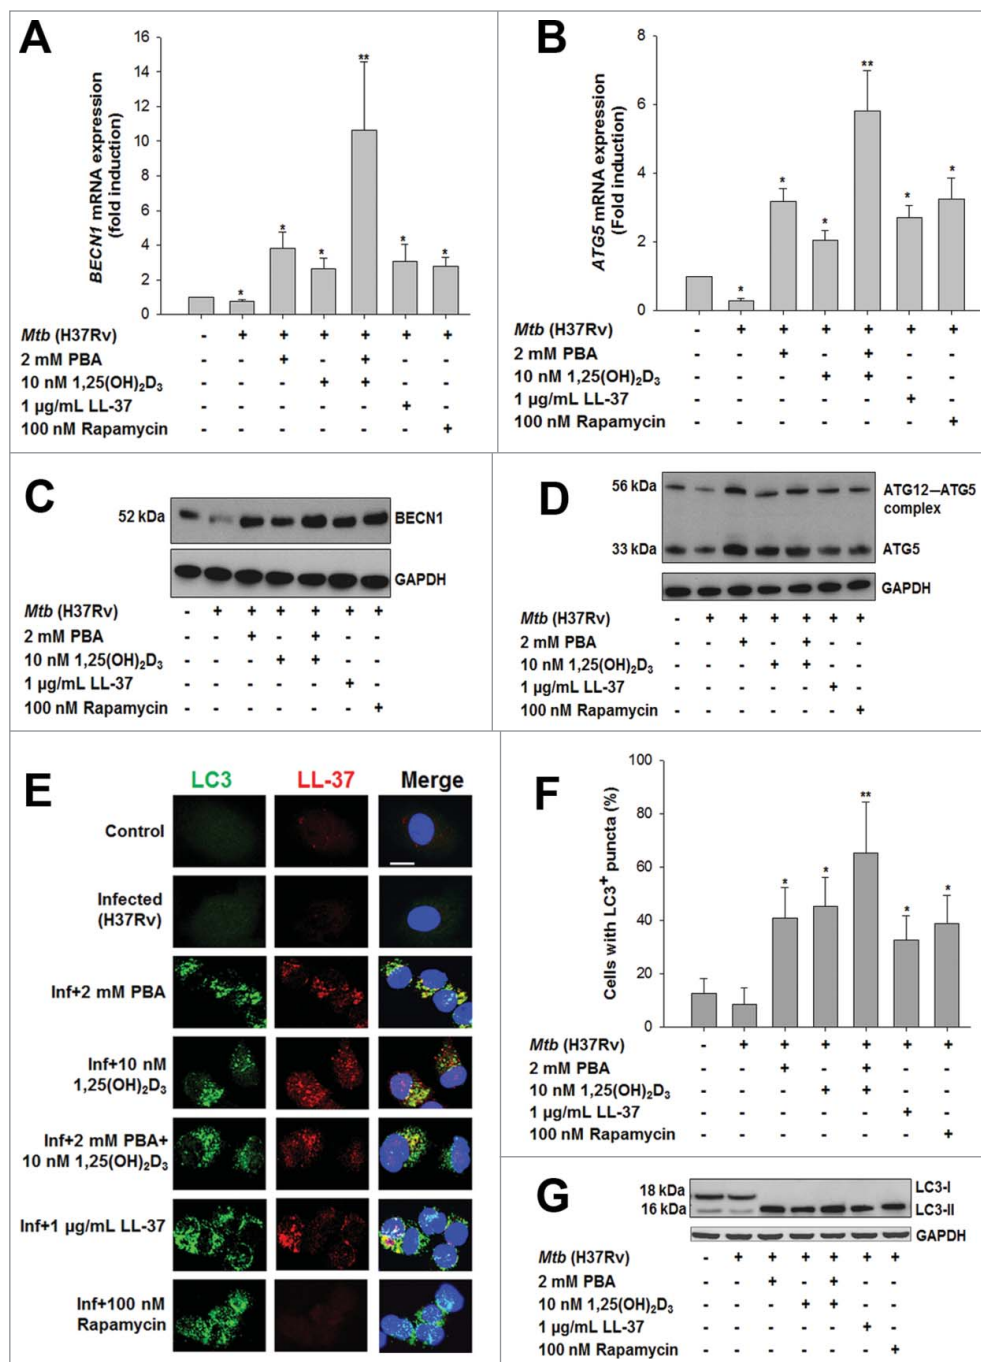 A
BECN1 mRNA expression
(fold induction)
16
14
12
10
8
6
4
2
0
* * * ** * *
Mtb (H37Rv) - + + + + + +
2 mM PBA - - + - + - -
10 nM 1,25(OH)₂D₃ - - - + + - -
1 µg/mL LL-37 - - - - - + -
100 nM Rapamycin - - - - - - +
B
ATG5 mRNA expression
(Fold induction)
8
6
4
2
0
* * * ** * *
Mtb (H37Rv) - + + + + + +
2 mM PBA - - + - + - -
10 nM 1,25(OH)₂D₃ - - - + + - -
1 µg/mL LL-37 - - - - - + -
100 nM Rapamycin - - - - - - +
C
52 kDa BECN1
GAPDH
Mtb (H37Rv) - + + + + + +
2 mM PBA - - + - + - -
10 nM 1,25(OH)₂D₃ - - - + + - -
1 µg/mL LL-37 - - - - - + -
100 nM Rapamycin - - - - - - +
D
56 kDa ATG12—ATG5
complex
33 kDa ATG5
GAPDH
Mtb (H37Rv) - + + + + + +
2 mM PBA - - + - + - -
10 nM 1,25(OH)₂D₃ - - - + + - -
1 µg/mL LL-37 - - - - - + -
100 nM Rapamycin - - - - - - +
E
LC3 LL-37 Merge
Control
Infected
(H37Rv)
Inf+2 mM PBA
Inf+10 nM
1,25(OH)₂D₃
Inf+2 mM PBA+
10 nM 1,25(OH)₂D₃
Inf+1 µg/mL LL-37
Inf+100 nM
Rapamycin
F
Cells with LC3⁺ puncta (%)
100
80
60
40
20
0
* * ** * *
Mtb (H37Rv) - + + + + + +
2 mM PBA - - + - + - -
10 nM 1,25(OH)₂D₃ - - - + + - -
1 µg/mL LL-37 - - - - - + -
100 nM Rapamycin - - - - - - +
G
18 kDa LC3-I
16 kDa LC3-II
GAPDH
Mtb (H37Rv) - + + + + + +
2 mM PBA - - + - + - -
10 nM 1,25(OH)₂D₃ - - - + + - -
1 µg/mL LL-37 - - - - - + -
100 nM Rapamycin - - - - - - +